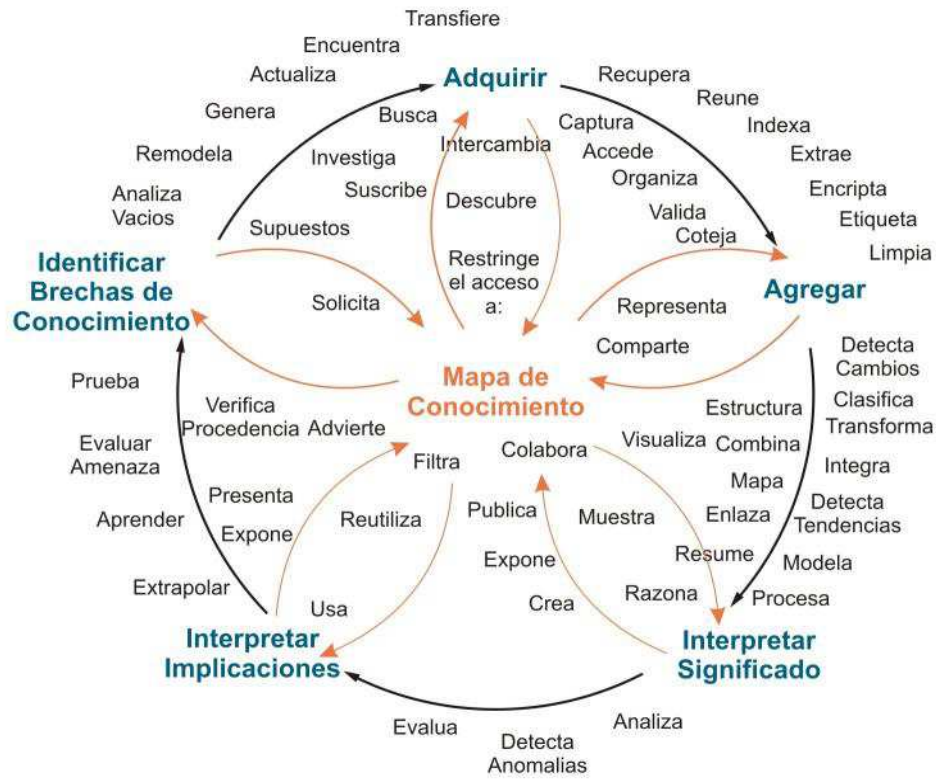 Transfiere
Encuentra
Actualiza
Genera
Remodela
Analiza
Vacios
Adquirir
Busca
Investiga
Suscribe
Supuestos
Solicita
Intercambia
Descubre
Restringe
el acceso
a:
Recupera
Reune
Indexa
Extrae
Encripta
Etiqueta
Limpia
Captura
Accede
Organiza
Valida
Coteja
Identificar
Brechas de
Conocimiento
Agregar
Representa
Comparte
Mapa de
Conocimiento
Detecta
Cambios
Clasifica
Transforma
Integra
Detecta
Tendencias
Modela
Procesa
Estructura
Combina
Mapa
Enlaza
Resume
Razona
Visualiza
Muestra
Colabora
Publica
Expone
Crea
Prueba
Evaluar
Amenaza
Aprender
Extrapolar
Verifica
Procedencia
Advierte
Presenta
Expone
Filtra
Reutiliza
Usa
Interpretar
Implicaciones
Interpretar
Significado
Evalua
Detecta
Anomalias
Analiza